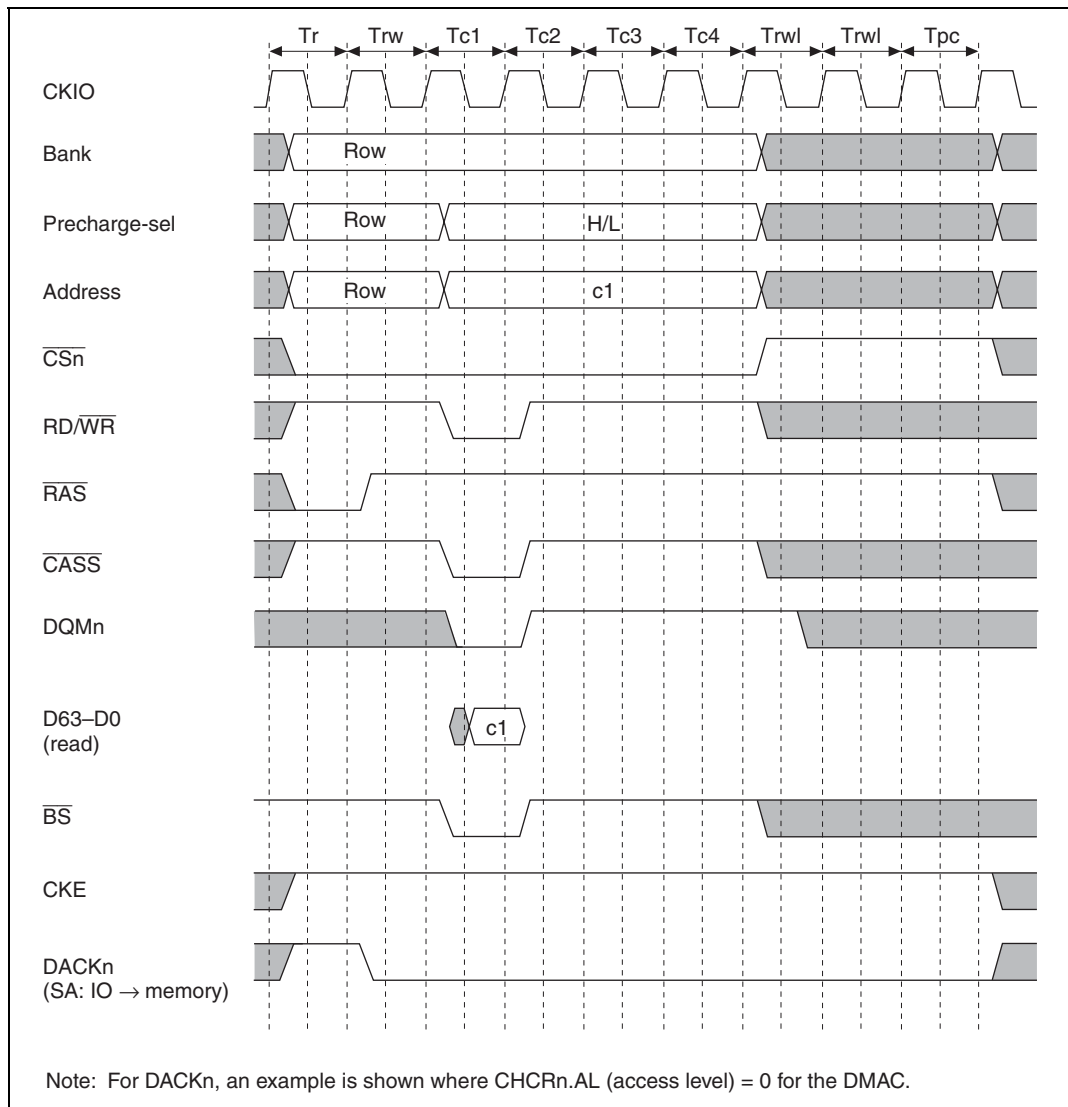 Tr Trw Tc1 Tc2 Tc3 Tc4 Trwl Trwl Tpc
CKIO
Bank Row
Precharge-sel Row H/L
Address Row c1
CSn
RD/WR
RAS
CASS
DQMn
D63–D0 c1
(read)
BS
CKE
DACKn
(SA: IO → memory)
Note: For DACKn, an example is shown where CHCRn.AL (access level) = 0 for the DMAC.